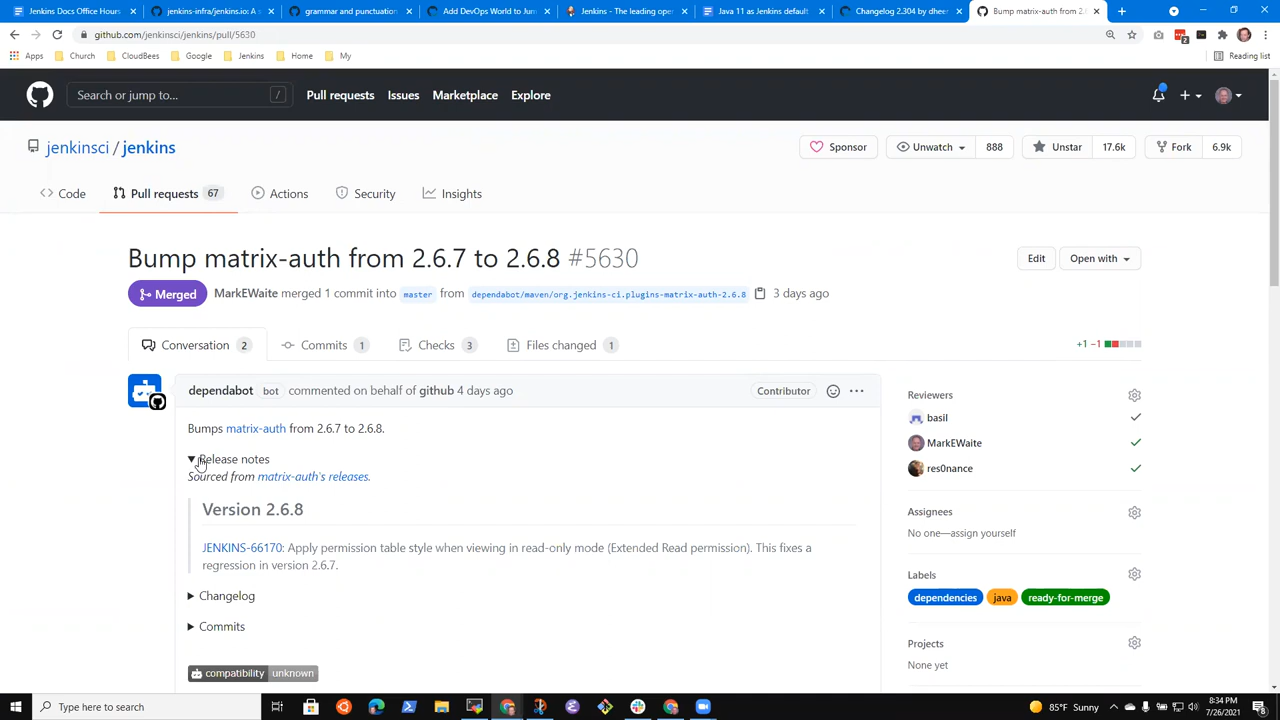 Jenkins Docs Office Hours
jenkins-infra/jenkins.io: A s
grammar and punctuation
Add DevOps World to Jum
Jenkins - The leading open
Java 11 as Jenkins default
Changelog 2.304 by dheer
Bump matrix-auth from 2.6
github.com/jenkinsci/jenkins/pull/5630
Apps Church CloudBees Google Jenkins Home My Reading list
Search or jump to... / Pull requests Issues Marketplace Explore
jenkinsci / jenkins Sponsor Unwatch 888 Unstar 17.6k Fork 6.9k
Code Pull requests 67 Actions Security Insights
Bump matrix-auth from 2.6.7 to 2.6.8 #5630 Edit Open with
Merged MarkEWaite merged 1 commit into master from dependabot/maven/org.jenkins-ci.plugins-matrix-auth-2.6.8 3 days ago
Conversation 2 Commits 1 Checks 3 Files changed 1 +1 −1
dependabot bot commented on behalf of github 4 days ago Contributor
Bumps matrix-auth from 2.6.7 to 2.6.8.
Release notes
Sourced from matrix-auth's releases.
Version 2.6.8
JENKINS-66170: Apply permission table style when viewing in read-only mode (Extended Read permission). This fixes a
regression in version 2.6.7.
Changelog
Commits
compatibility unknown
Reviewers
basil
MarkEWaite
res0nance
Assignees
No one—assign yourself
Labels
dependencies java ready-for-merge
Projects
None yet
Type here to search
85°F Sunny
8:34 PM
7/26/2021